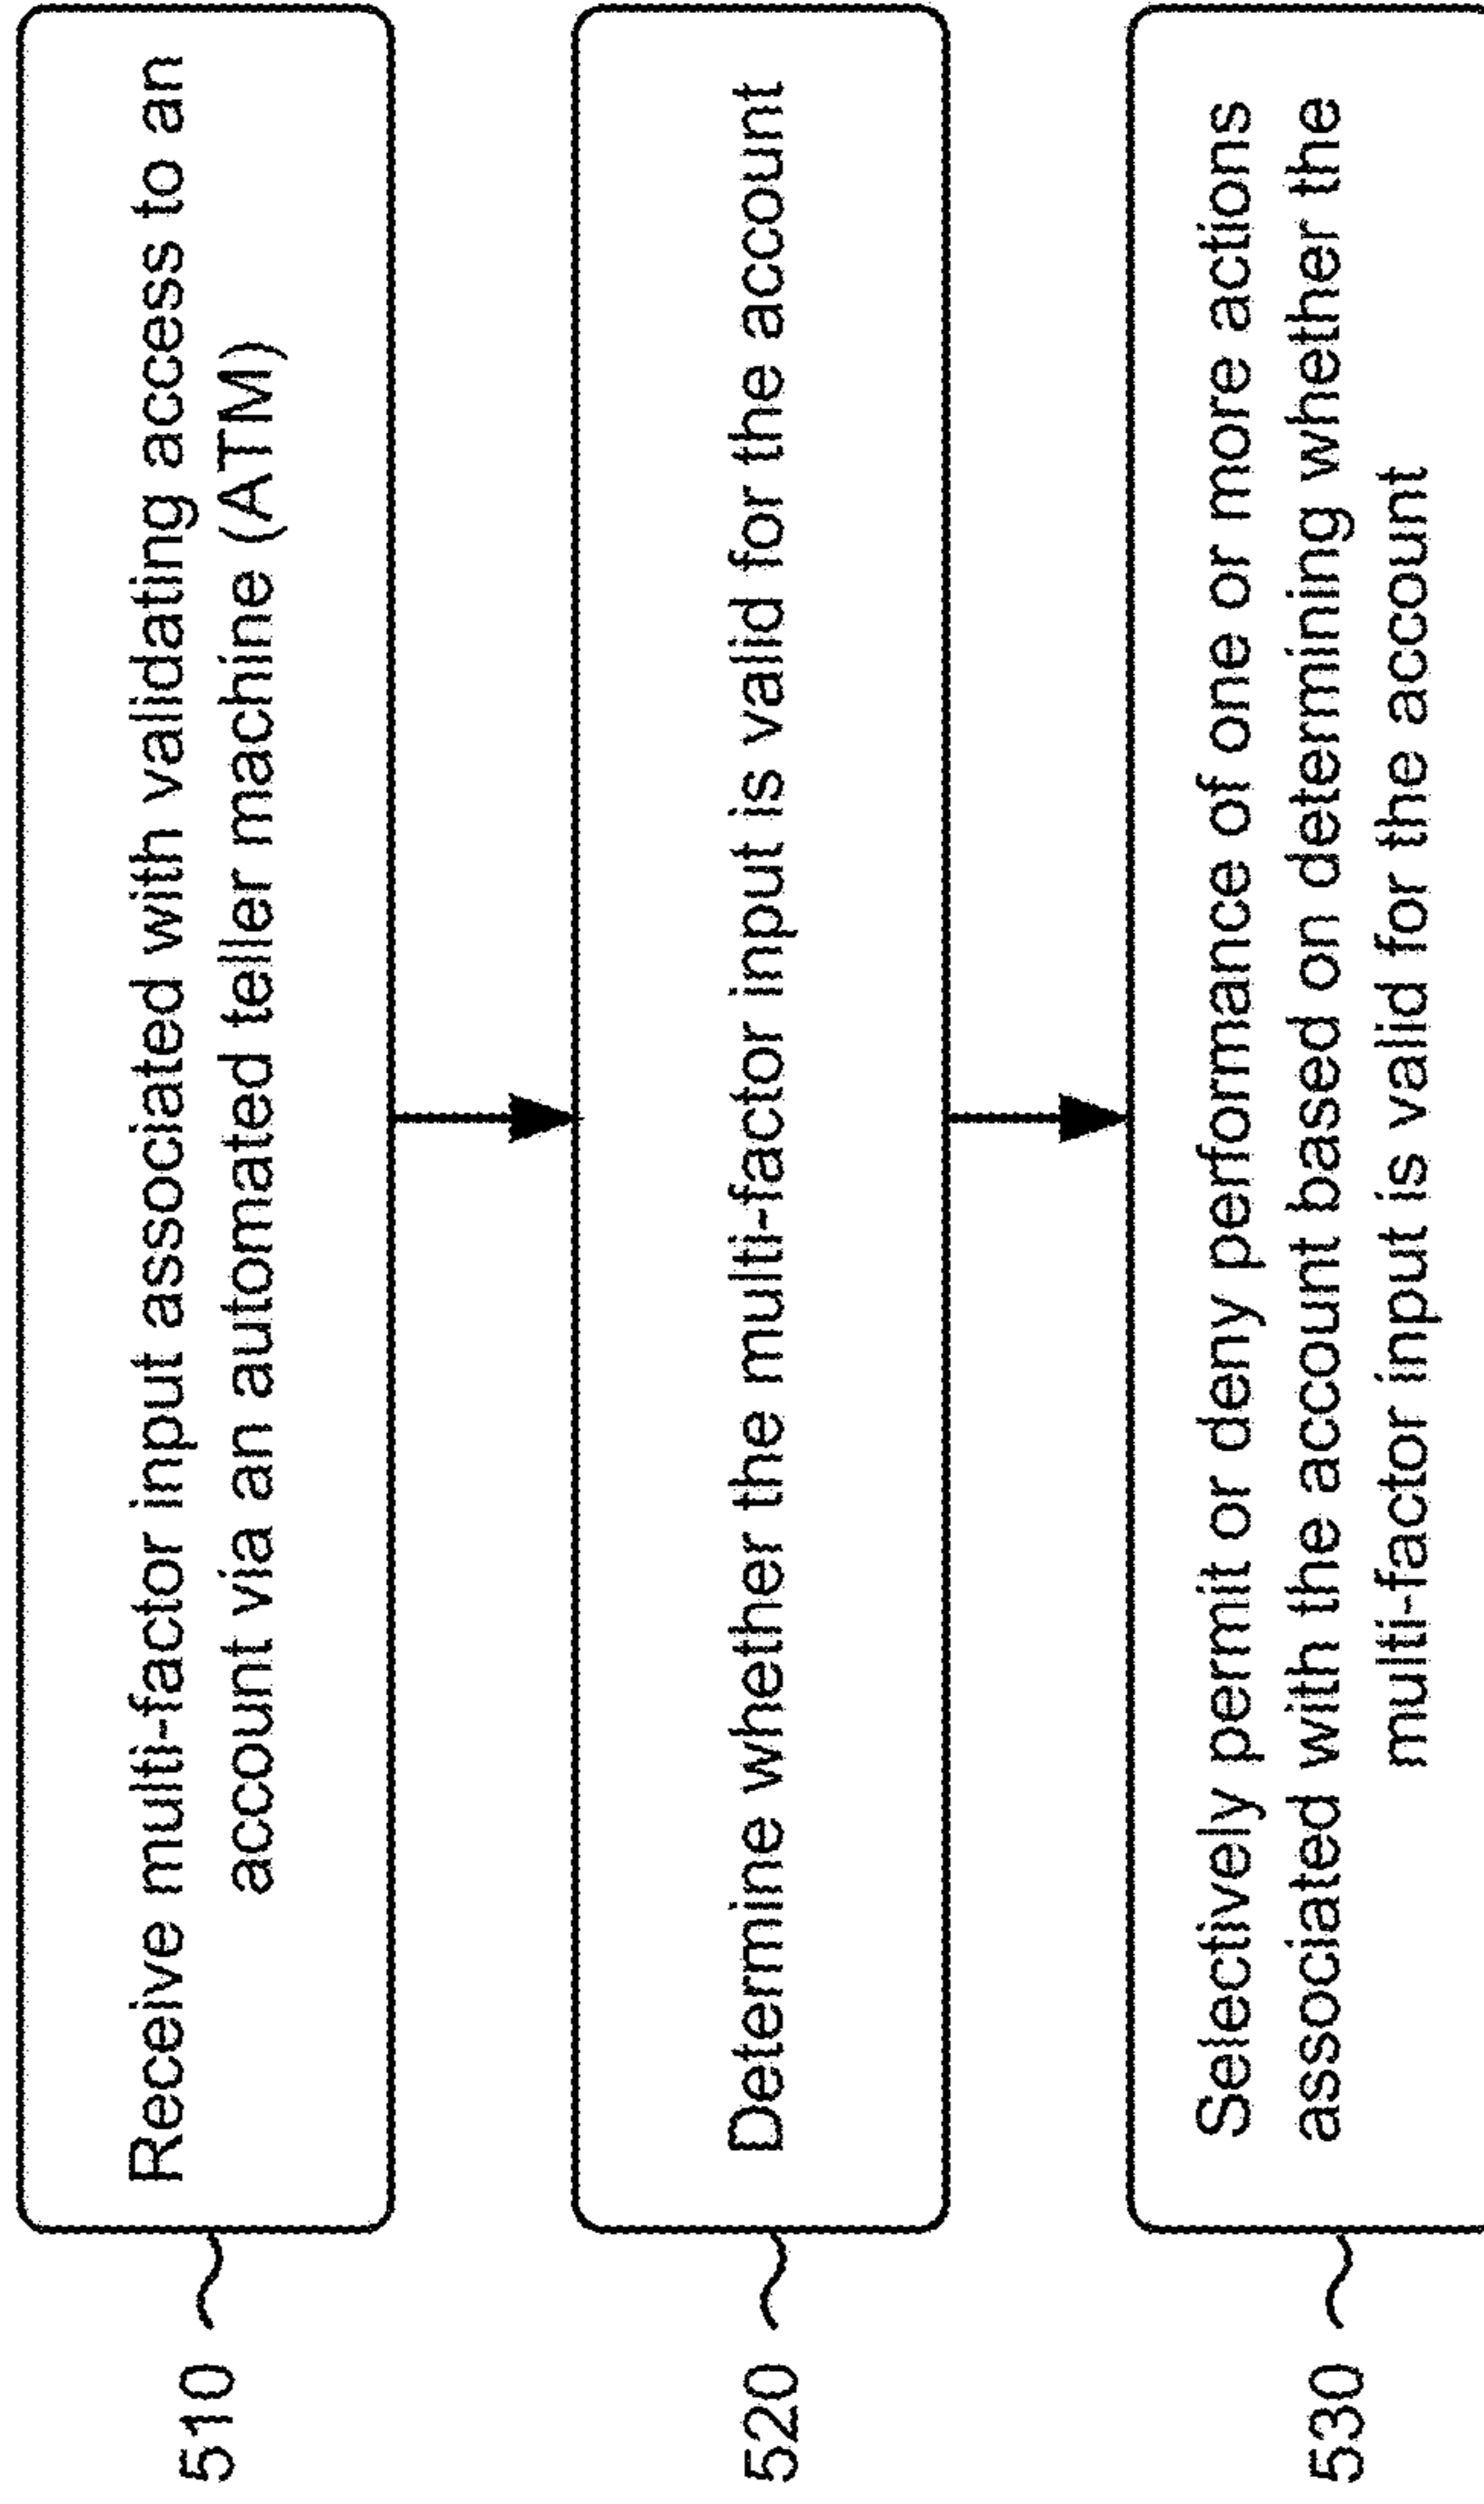 510
Receive multi-factor input associated with validating access to an
account via an automated teller machine (ATM)
520
Determine whether the multi-factor input is valid for the account
530
Selectively permit or deny performance of one or more actions
associated with the account based on determining whether the
multi-factor input is valid for the account